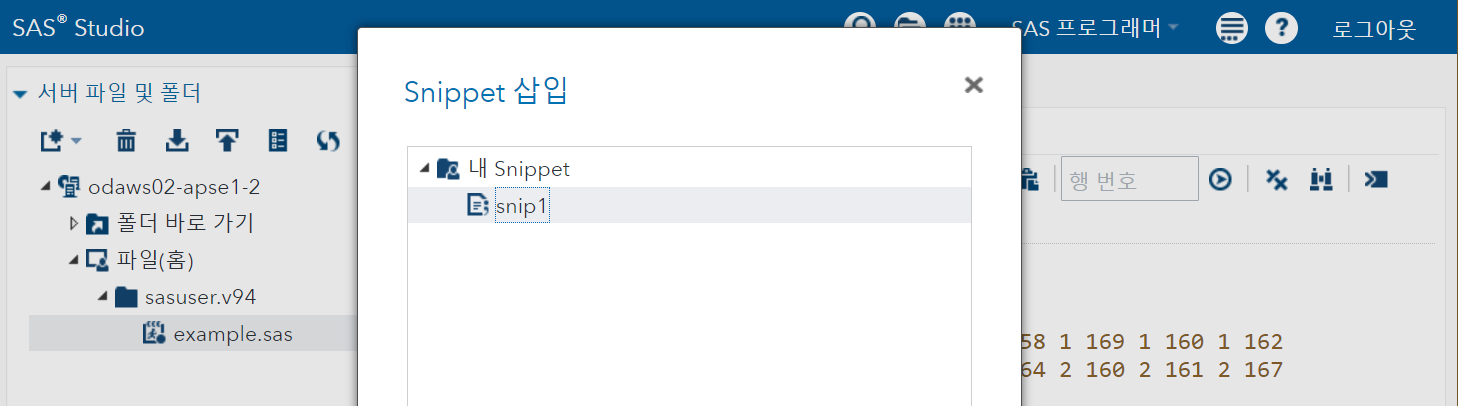 SAS® Studio
SAS 프로그래머
로그아웃
서버 파일 및 폴더
odaws02-apse1-2
폴더 바로 가기
파일(홈)
sasuser.v94
example.sas
Snippet 삽입
내 Snippet
snip1
행 번호
58 1 169 1 160 1 162
64 2 160 2 161 2 167